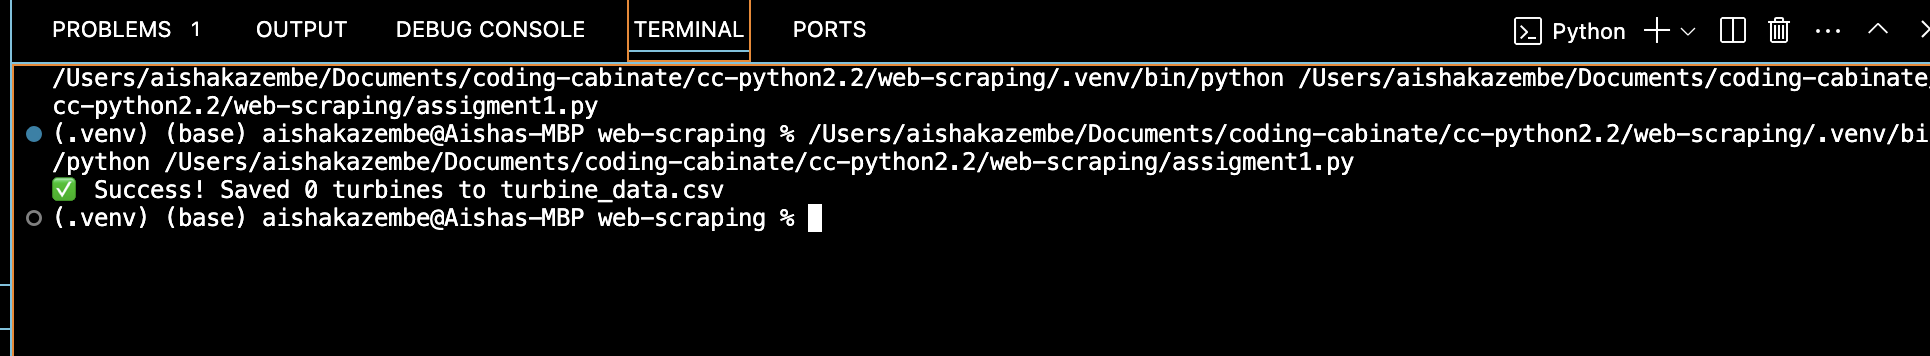 PROBLEMS 1 OUTPUT DEBUG CONSOLE TERMINAL PORTS Python
/Users/aishakazembe/Documents/coding-cabinate/cc-python2.2/web-scraping/.venv/bin/python /Users/aishakazembe/Documents/coding-cabinate/
cc-python2.2/web-scraping/assigment1.py
(.venv) (base) aishakazembe@Aishas-MBP web-scraping % /Users/aishakazembe/Documents/coding-cabinate/cc-python2.2/web-scraping/.venv/bi
/python /Users/aishakazembe/Documents/coding-cabinate/cc-python2.2/web-scraping/assigment1.py
✅ Success! Saved 0 turbines to turbine_data.csv
(.venv) (base) aishakazembe@Aishas-MBP web-scraping %